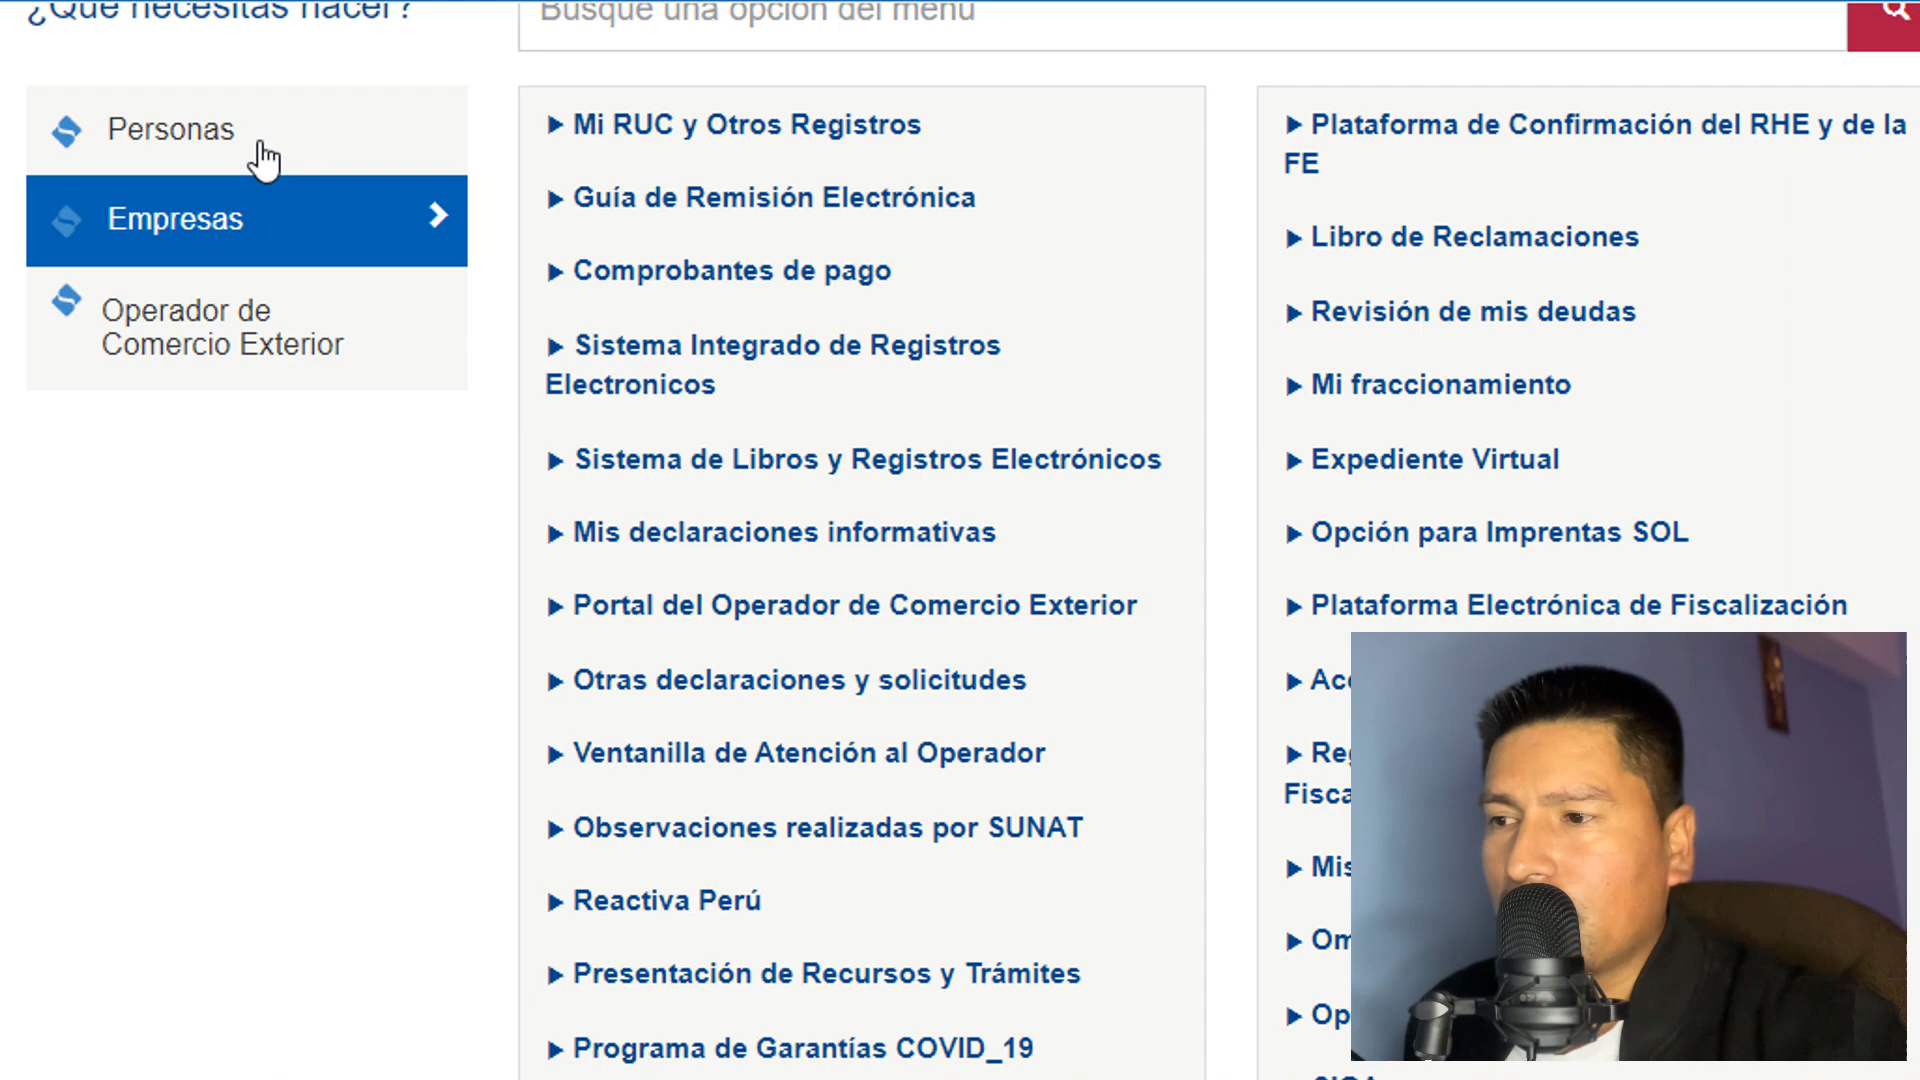 ¿Qué necesitas hacer?
Busque una opción del menú
Personas
Empresas
Operador de
Comercio Exterior
Mi RUC y Otros Registros
Guía de Remisión Electrónica
Comprobantes de pago
Sistema Integrado de Registros
Electronicos
Sistema de Libros y Registros Electrónicos
Mis declaraciones informativas
Portal del Operador de Comercio Exterior
Otras declaraciones y solicitudes
Ventanilla de Atención al Operador
Observaciones realizadas por SUNAT
Reactiva Perú
Presentación de Recursos y Trámites
Programa de Garantías COVID_19
Plataforma de Confirmación del RHE y de la
FE
Libro de Reclamaciones
Revisión de mis deudas
Mi fraccionamiento
Expediente Virtual
Opción para Imprentas SOL
Plataforma Electrónica de Fiscalización